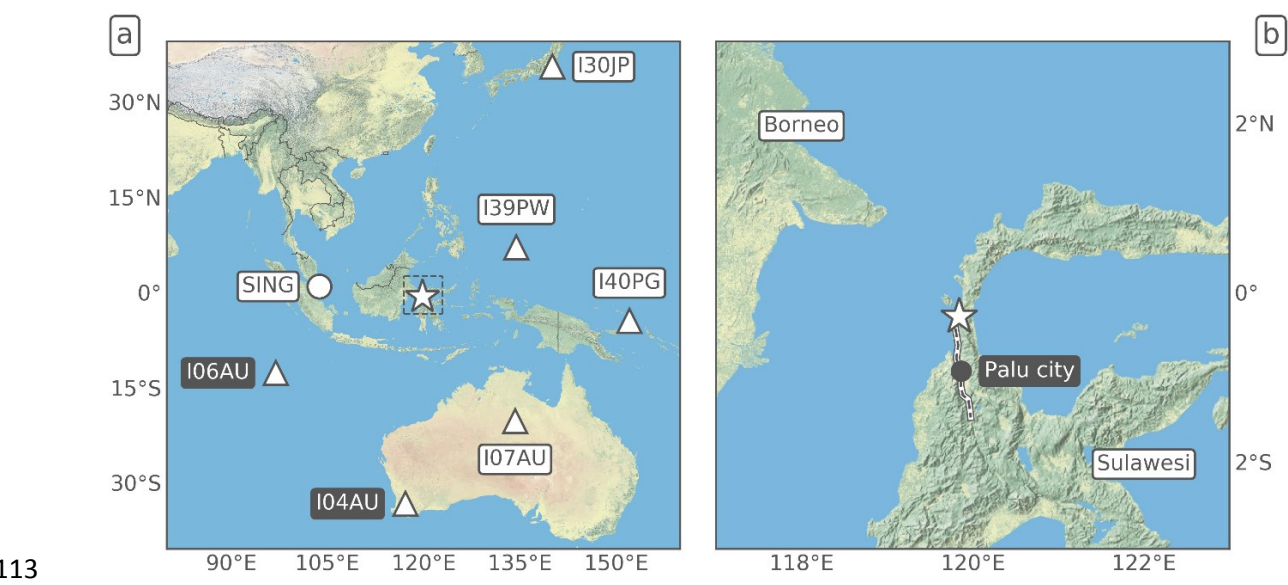 a
b
I30JP
30°N
2°N
Borneo
15°N
I39PW
SING
I40PG
0°
0°
I06AU
Palu city
15°S
I07AU
Sulawesi
2°S
30°S
I04AU
90°E 105°E 120°E 135°E 150°E
118°E 120°E 122°E
113